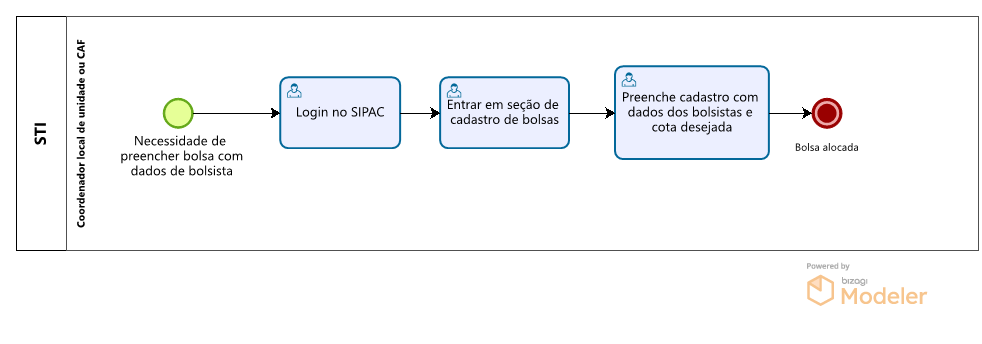 STI
Coordenador local de unidade ou CAF
Necessidade de
preencher bolsa com
dados de bolsista
Login no SIPAC
Entrar em seção de
cadastro de bolsas
Preenche cadastro com
dados dos bolsistas e
cota desejada
Bolsa alocada
Powered by
bizagi
Modeler